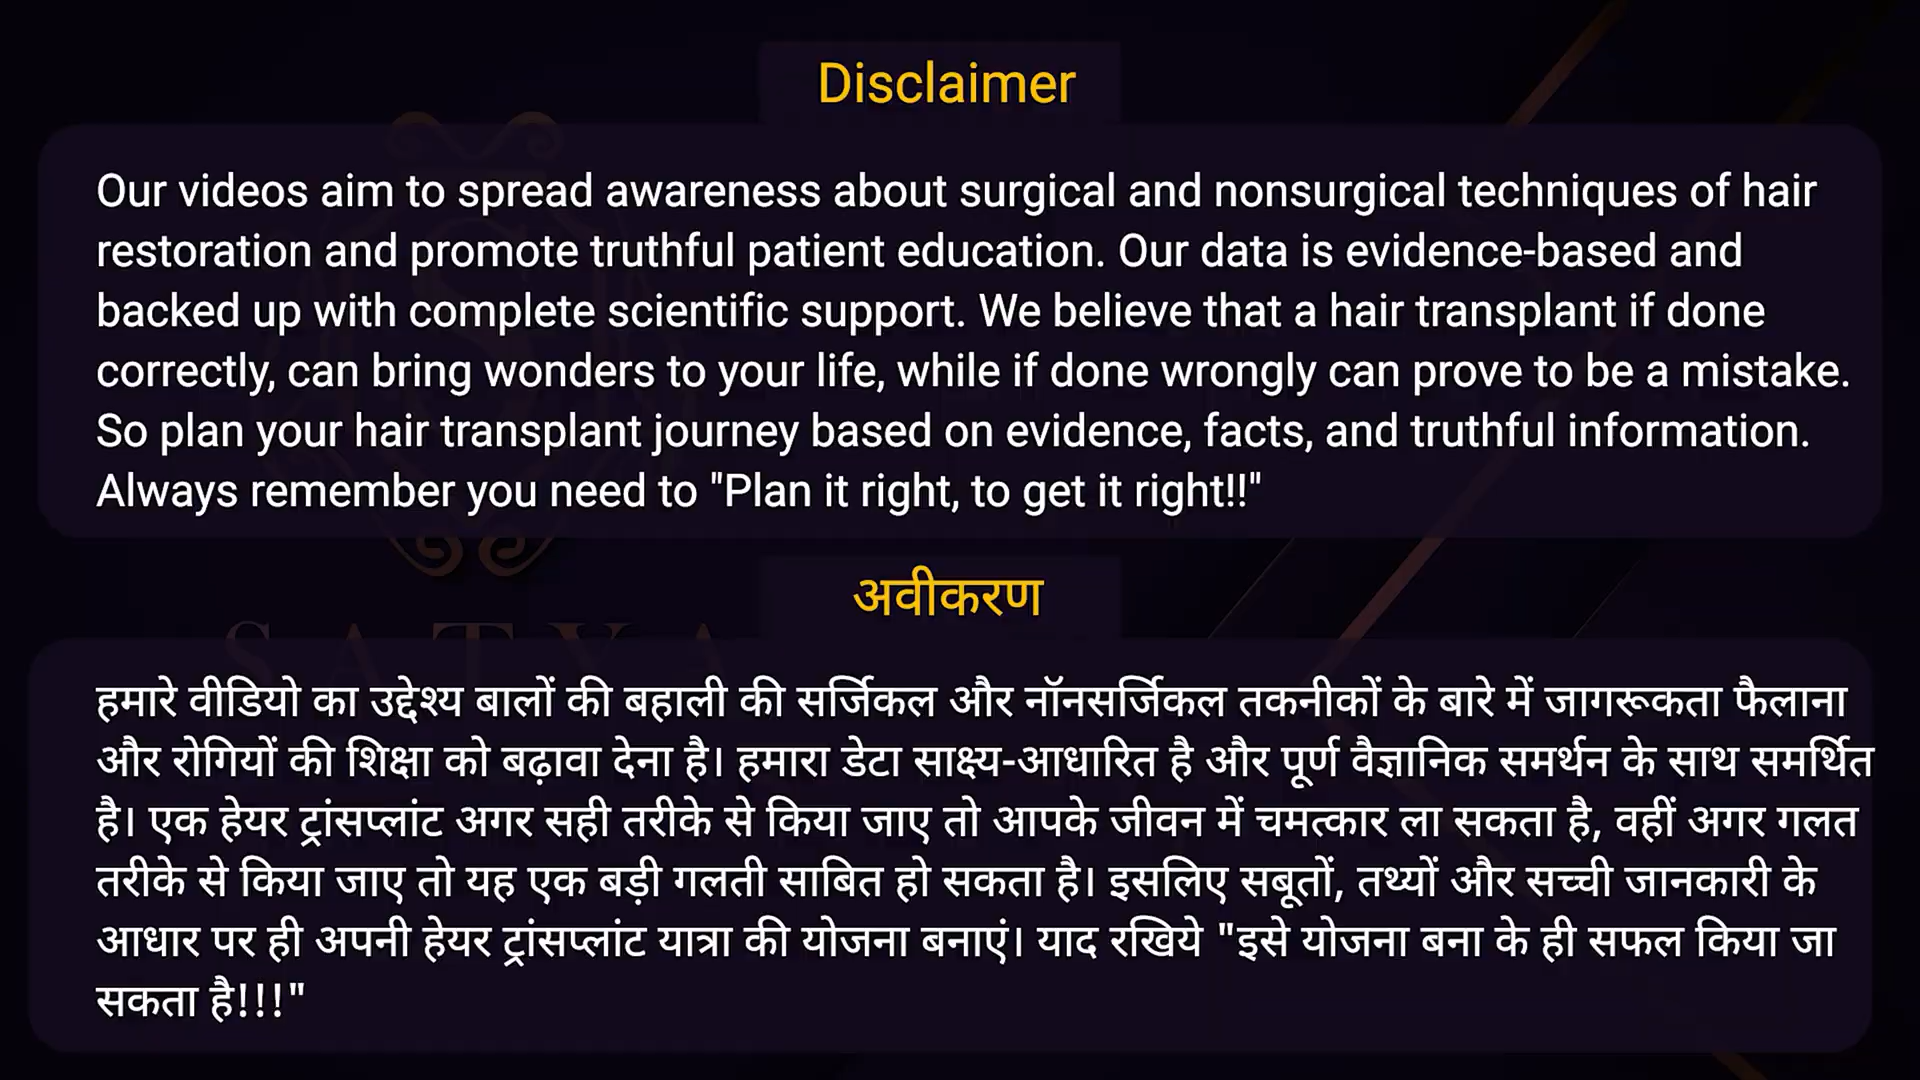 Disclaimer
Our videos aim to spread awareness about surgical and nonsurgical techniques of hair
restoration and promote truthful patient education. Our data is evidence-based and
backed up with complete scientific support. We believe that a hair transplant if done
correctly, can bring wonders to your life, while if done wrongly can prove to be a mistake.
So plan your hair transplant journey based on evidence, facts, and truthful information.
Always remember you need to "Plan it right, to get it right!!"
अवीकरण
SATYA
हमारे वीडियो का उद्देश्य बालों की बहाली की सर्जिकल और नॉनसर्जिकल तकनीकों के बारे में जागरूकता फैलाना
और रोगियों की शिक्षा को बढ़ावा देना है। हमारा डेटा साक्ष्य-आधारित है और पूर्ण वैज्ञानिक समर्थन के साथ समर्थित
है। एक हेयर ट्रांसप्लांट अगर सही तरीके से किया जाए तो आपके जीवन में चमत्कार ला सकता है, वहीं अगर गलत
तरीके से किया जाए तो यह एक बड़ी गलती साबित हो सकता है। इसलिए सबूतों, तथ्यों और सच्ची जानकारी के
आधार पर ही अपनी हेयर ट्रांसप्लांट यात्रा की योजना बनाएं। याद रखिये "इसे योजना बना के ही सफल किया जा
सकता है!!!"